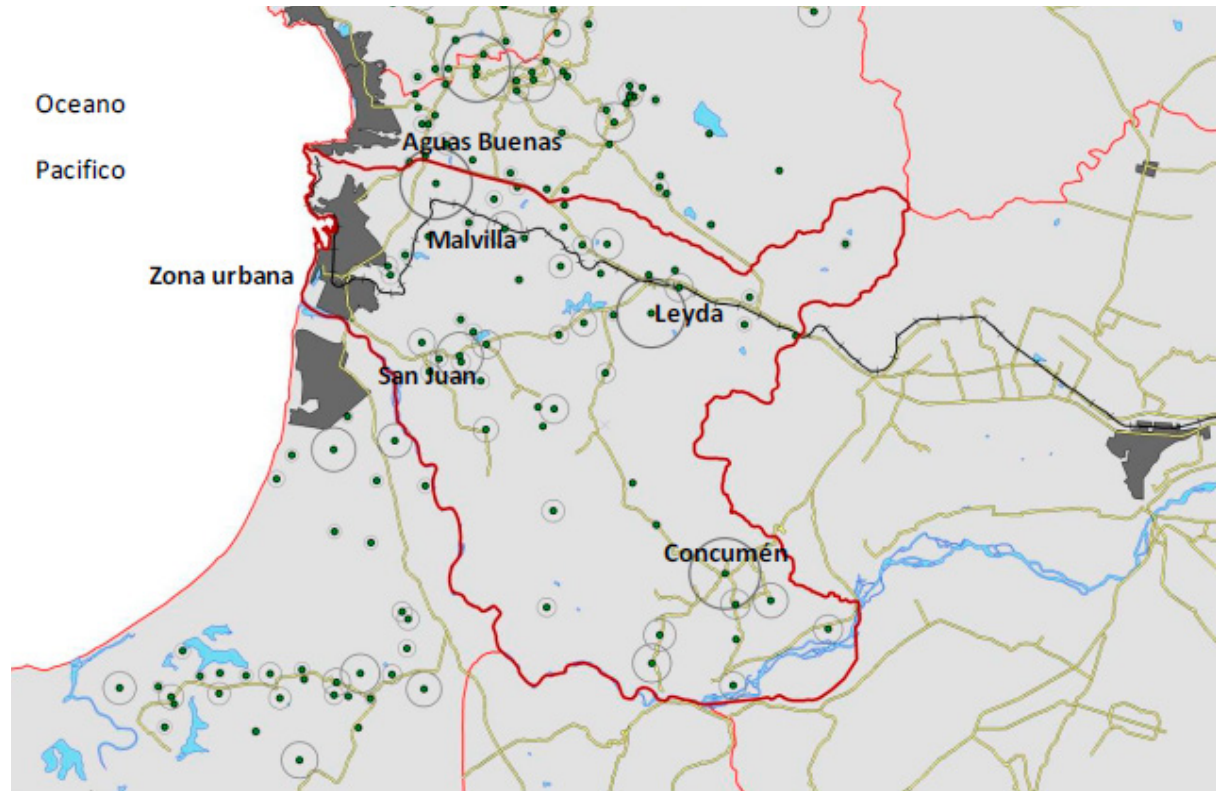 Oceano
Pacifico
Aguas Buenas
Malvilla
Zona urbana
Leyda
San Juan
Concumén